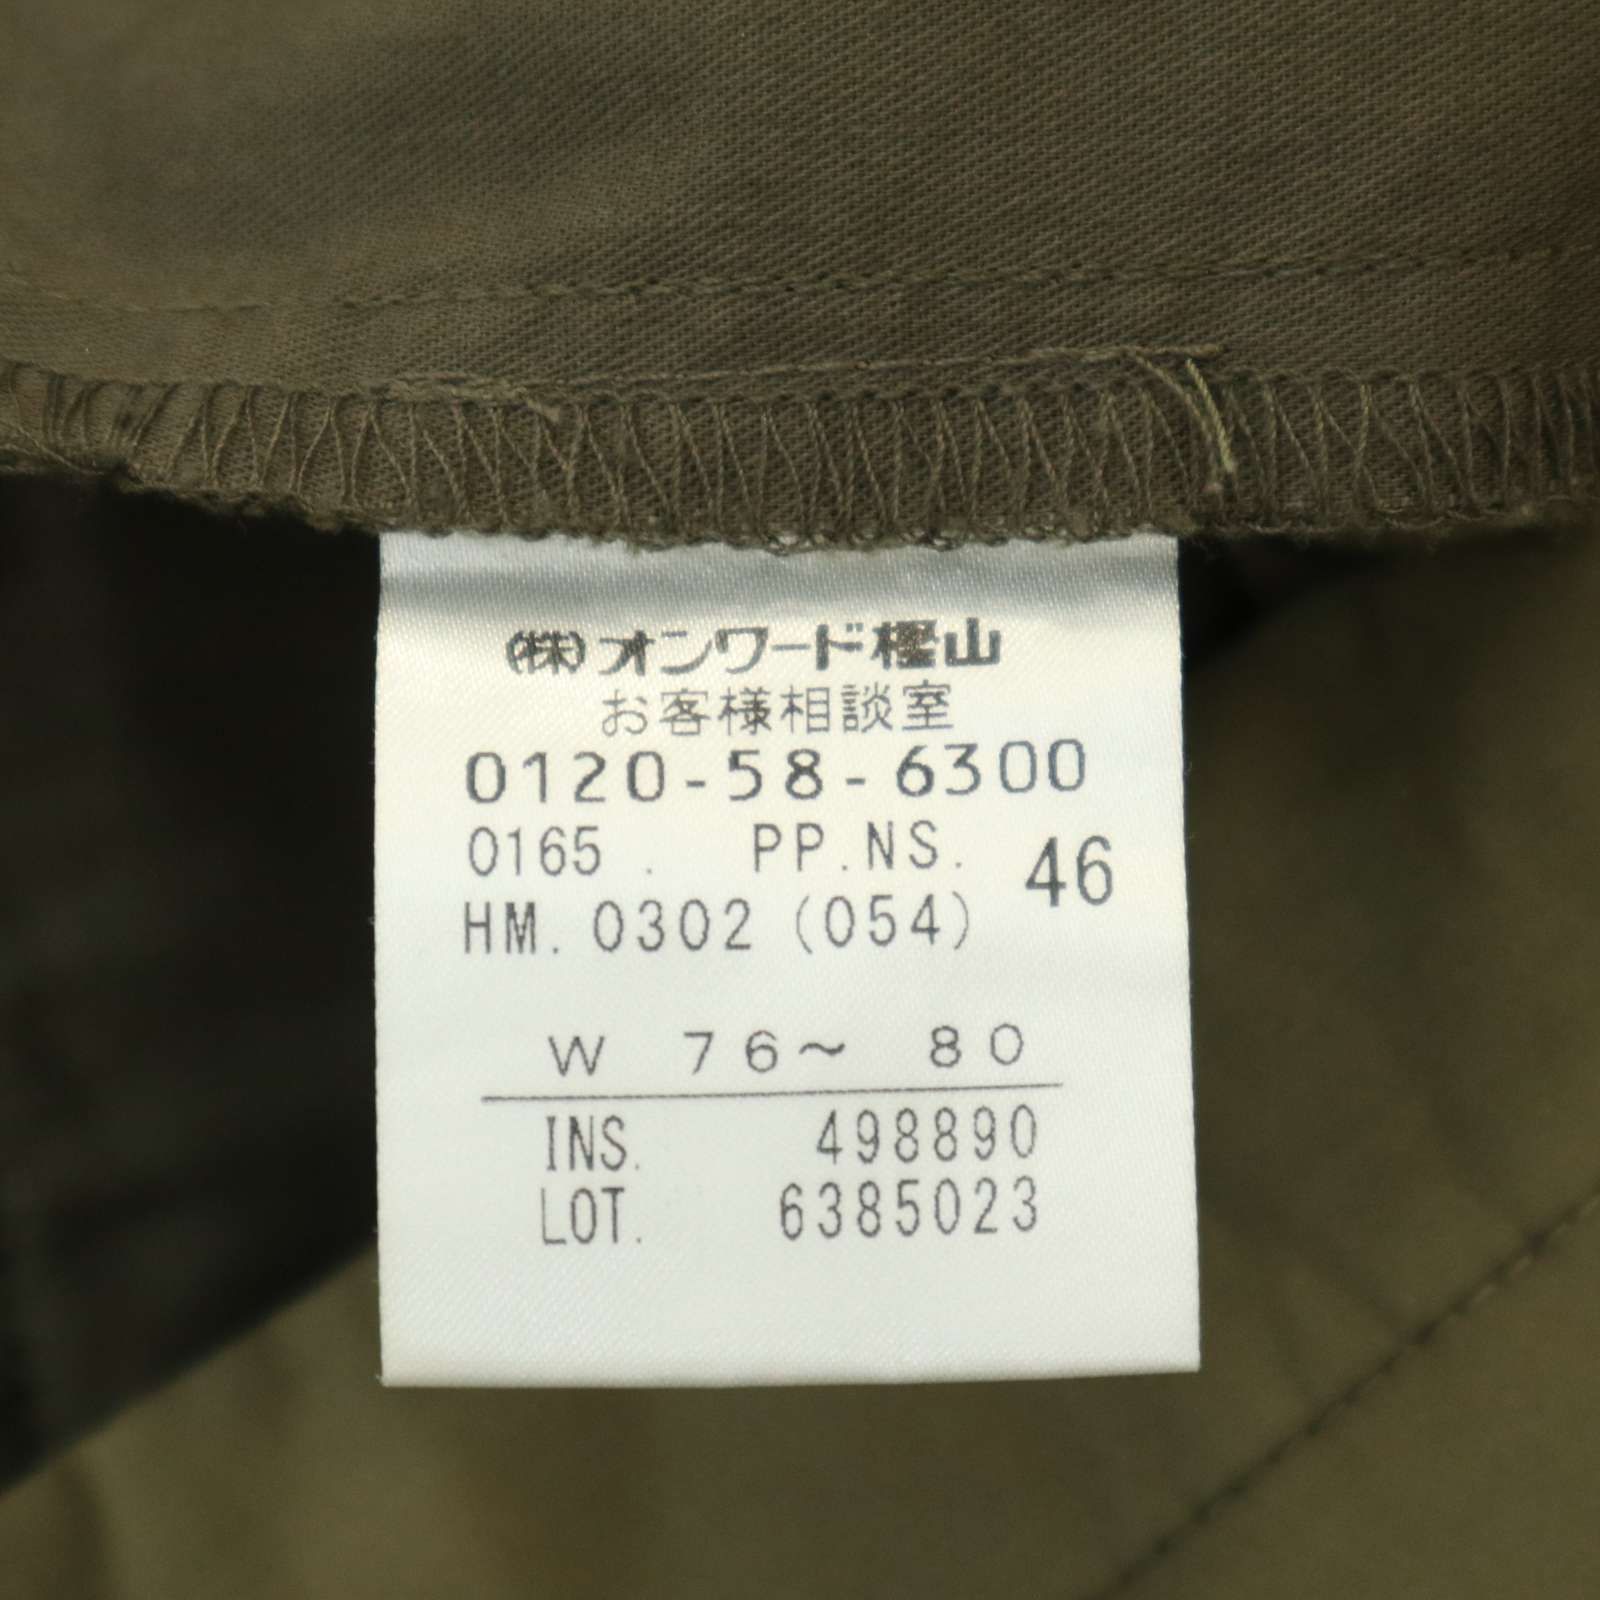 (株)オンワード樫山
お客様相談室
0120-58-6300
0165 . PP.NS. 46
HM. 0302 (054)
W 76~ 80
INS. 498890
LOT. 6385023